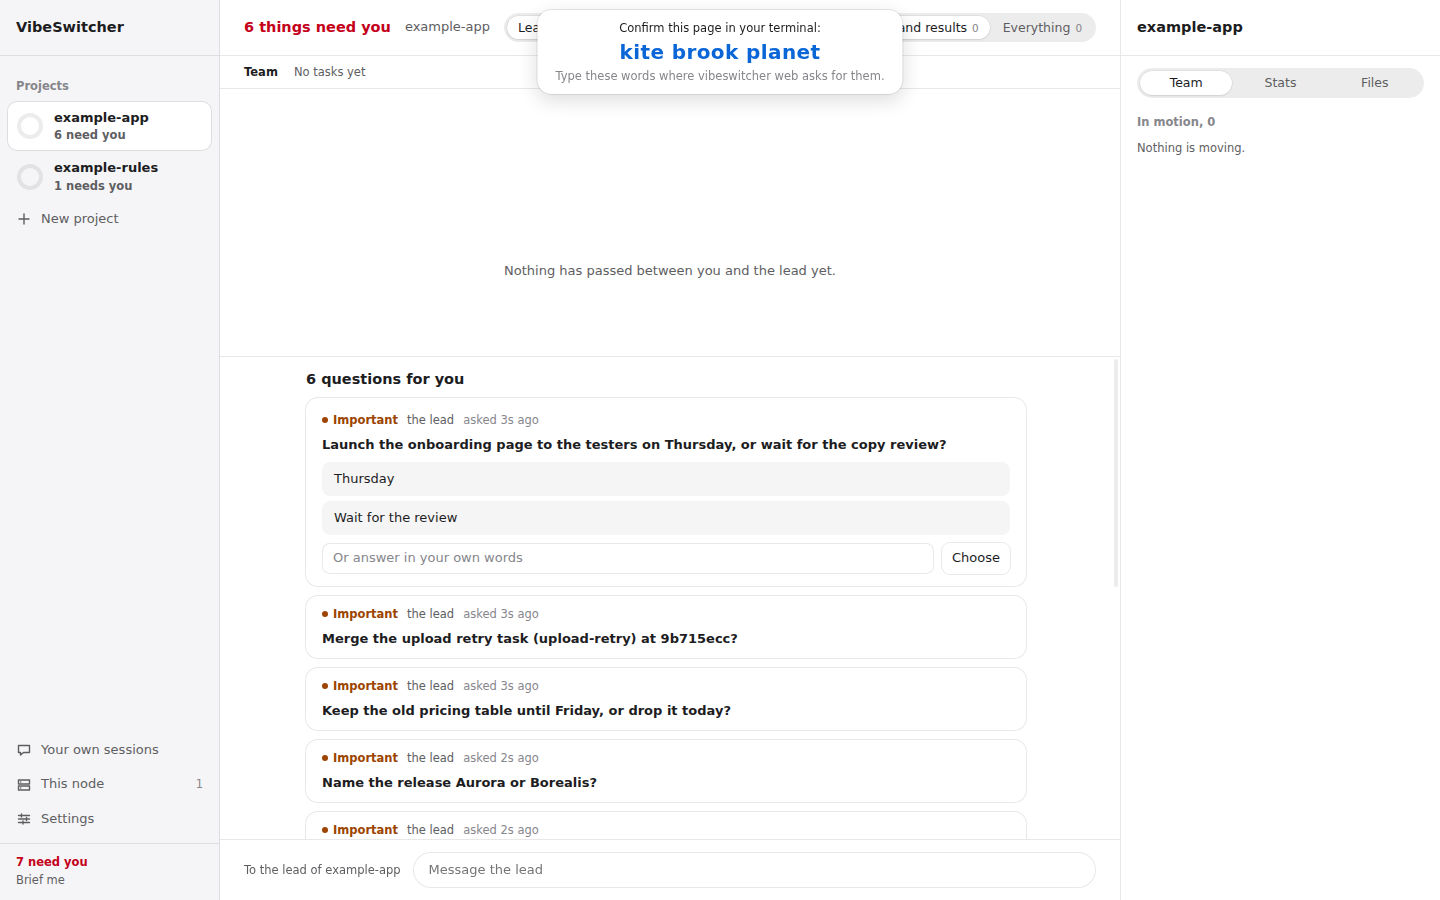 VibeSwitcher
Projects
example-app
6 need you
example-rules
1 needs you
New project
Your own sessions
This node 1
Settings
7 need you
Brief me
6 things need you example-app Lea
and results 0 Everything 0
Confirm this page in your terminal:
kite brook planet
Type these words where vibeswitcher web asks for them.
Team No tasks yet
Nothing has passed between you and the lead yet.
6 questions for you
Important the lead asked 3s ago
Launch the onboarding page to the testers on Thursday, or wait for the copy review?
Thursday
Wait for the review
Or answer in your own words Choose
Important the lead asked 3s ago
Merge the upload retry task (upload-retry) at 9b715ecc?
Important the lead asked 3s ago
Keep the old pricing table until Friday, or drop it today?
Important the lead asked 2s ago
Name the release Aurora or Borealis?
Important the lead asked 2s ago
To the lead of example-app Message the lead
example-app
Team Stats Files
In motion, 0
Nothing is moving.